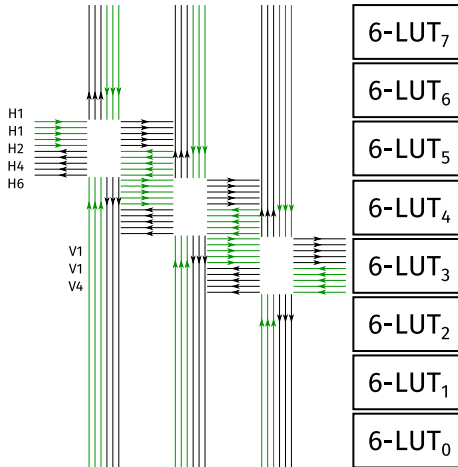 6-LUT₇
6-LUT₆
H1
H1
H2
H4
H6
6-LUT₅
6-LUT₄
V1
V1
V4
6-LUT₃
6-LUT₂
6-LUT₁
6-LUT₀